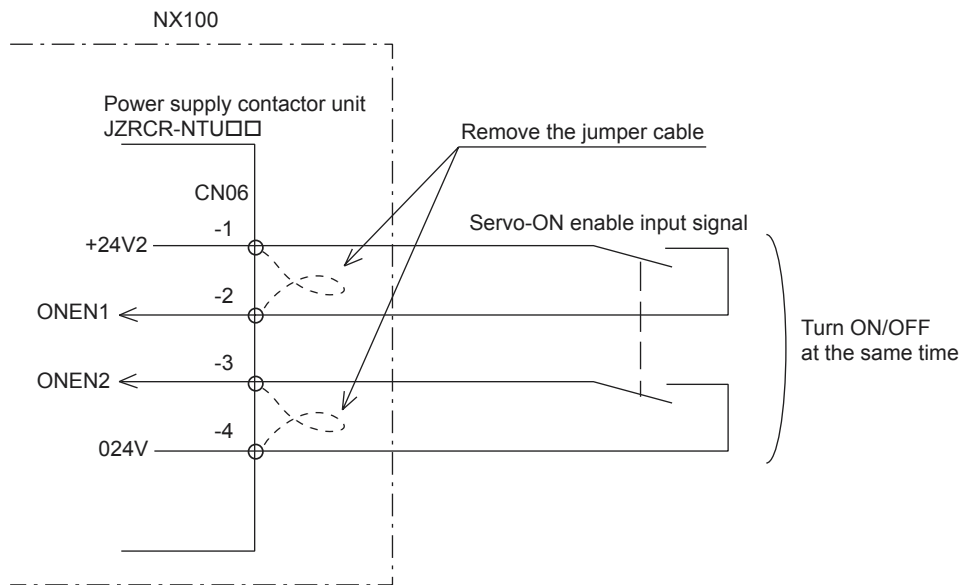 NX100
Power supply contactor unit
JZRCR-NTU□□
Remove the jumper cable
CN06
Servo-ON enable input signal
-1
+24V2
-2
ONEN1
Turn ON/OFF
at the same time
-3
ONEN2
-4
024V